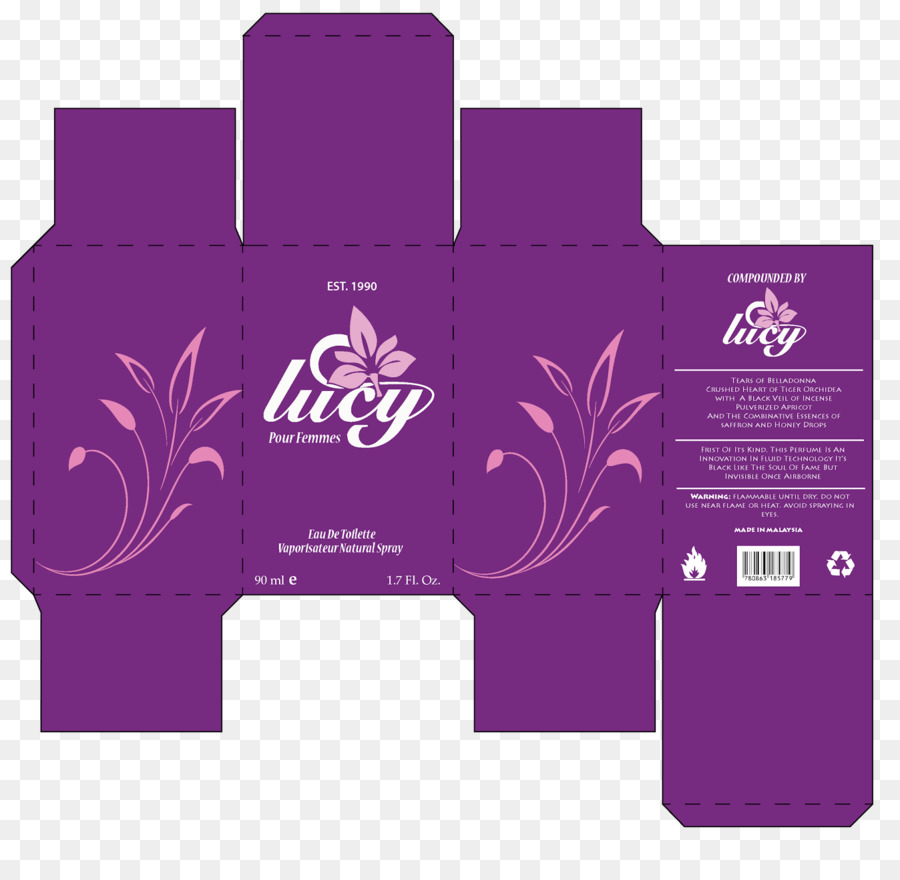 EST. 1990
lucy
Pour Femmes
Eau De Toilette
Vaporisateur Natural Spray
90 ml e
1.7 Fl. Oz.
COMPOUNDED BY
lucy
TEARS OF BELLADONNA
CRUSHED HEART OF TIGER ORCHIDEA
WITH A BLACK VEIL OF INCENSE
PULVERIZED APRICOT
AND THE COMBINATIVE ESSENCES OF
SAFFRON AND HONEY DROPS
FRIST OF ITS KIND. THIS PERFUME IS AN
INNOVATION IN FLUID TECHNOLOGY IT'S
BLACK LIKE THE SOUL OF FAME BUT
INVISIBLE ONCE AIRBORNE
WARNING: FLAMMABLE UNTIL DRY. DO NOT
USE NEAR FLAME OR HEAT. AVOID SPRAYING IN
EYES.
MADE IN MALAYSIA
780863 185779